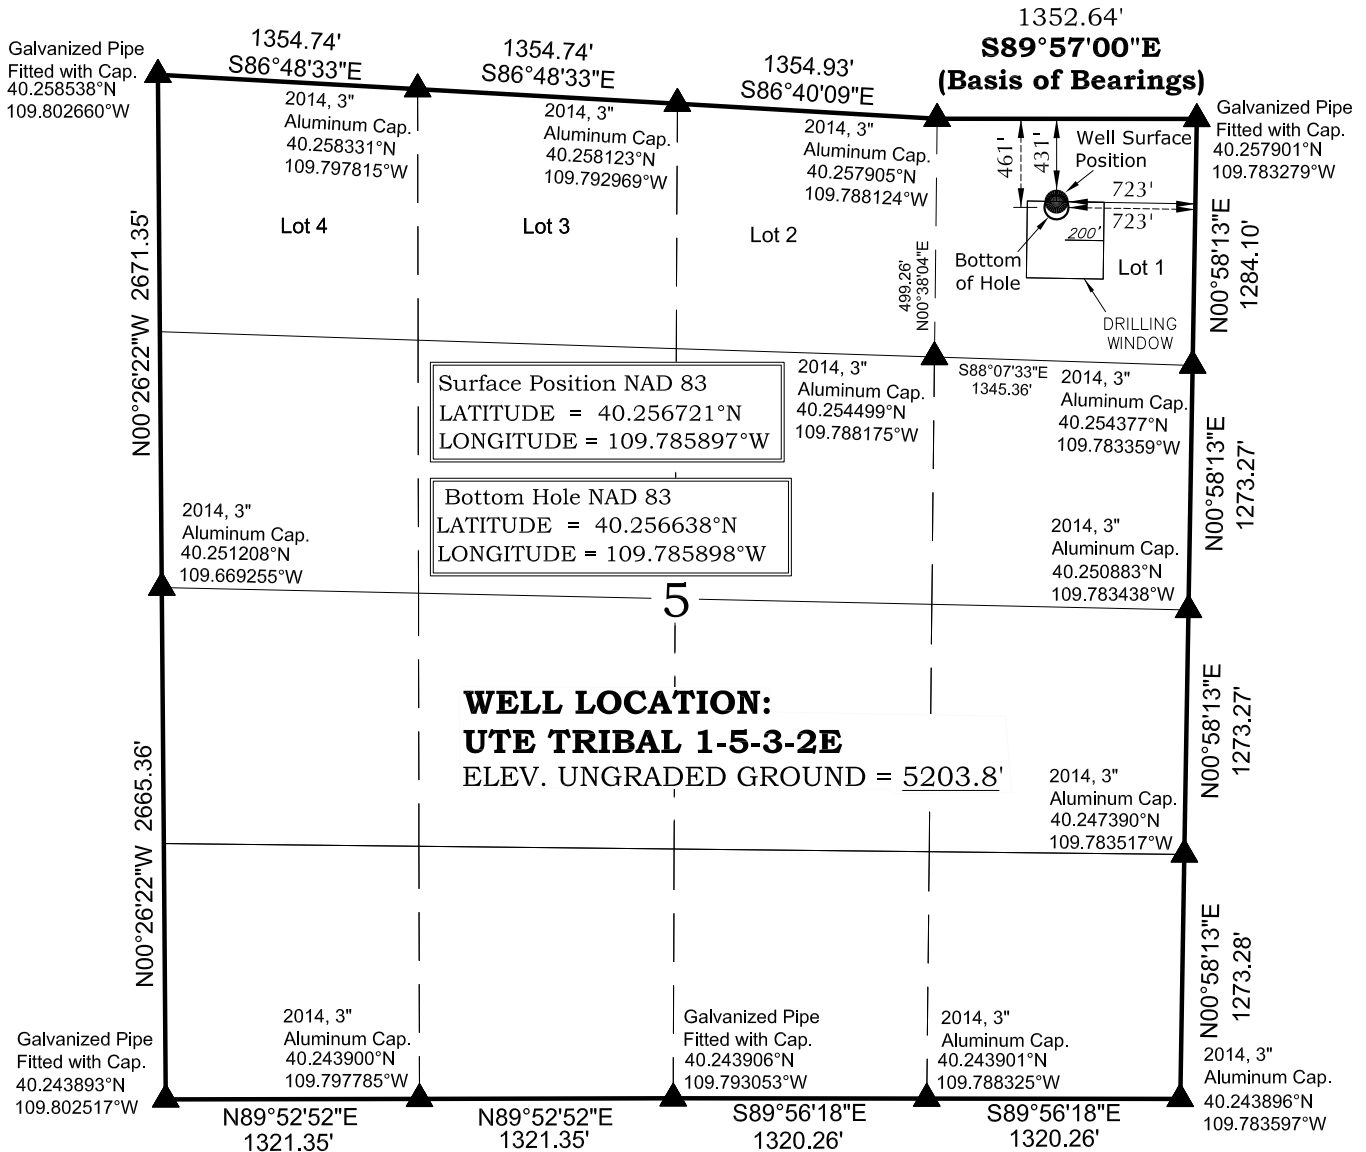 1352.64'
S89°57'00"E
(Basis of Bearings)
1354.74'
S86°48'33"E
1354.74'
S86°48'33"E
1354.93'
S86°40'09"E
Galvanized Pipe
Fitted with Cap.
40.258538°N
109.802660°W
2014, 3"
Aluminum Cap.
40.258331°N
109.797815°W
2014, 3"
Aluminum Cap.
40.258123°N
109.792969°W
2014, 3"
Aluminum Cap.
40.257905°N
109.788124°W
Galvanized Pipe
Fitted with Cap.
40.257901°N
109.783279°W
461'
431'
Well Surface
Position
723'
723'
200'
Bottom
of Hole
Lot 4
Lot 3
Lot 2
Lot 1
DRILLING
WINDOW
N00°26'22"W 2671.35'
499.26'
N00°38'04"E
N00°58'13"E
1284.10'
Surface Position NAD 83
LATITUDE = 40.256721°N
LONGITUDE = 109.785897°W
2014, 3"
Aluminum Cap.
40.254499°N
109.788175°W
S88°07'33"E
1345.36'
2014, 3"
Aluminum Cap.
40.254377°N
109.783359°W
N00°58'13"E
1273.27'
Bottom Hole NAD 83
LATITUDE = 40.256638°N
LONGITUDE = 109.785898°W
2014, 3"
Aluminum Cap.
40.251208°N
109.669255°W
2014, 3"
Aluminum Cap.
40.250883°N
109.783438°W
5
WELL LOCATION:
UTE TRIBAL 1-5-3-2E
ELEV. UNGRADED GROUND = 5203.8'
N00°58'13"E
1273.27'
N00°26'22"W 2665.36'
2014, 3"
Aluminum Cap.
40.247390°N
109.783517°W
N00°58'13"E
1273.28'
Galvanized Pipe
Fitted with Cap.
40.243893°N
109.802517°W
2014, 3"
Aluminum Cap.
40.243900°N
109.797785°W
Galvanized Pipe
Fitted with Cap.
40.243906°N
109.793053°W
2014, 3"
Aluminum Cap.
40.243901°N
109.788325°W
2014, 3"
Aluminum Cap.
40.243896°N
109.783597°W
N89°52'52"E
1321.35'
N89°52'52"E
1321.35'
S89°56'18"E
1320.26'
S89°56'18"E
1320.26'